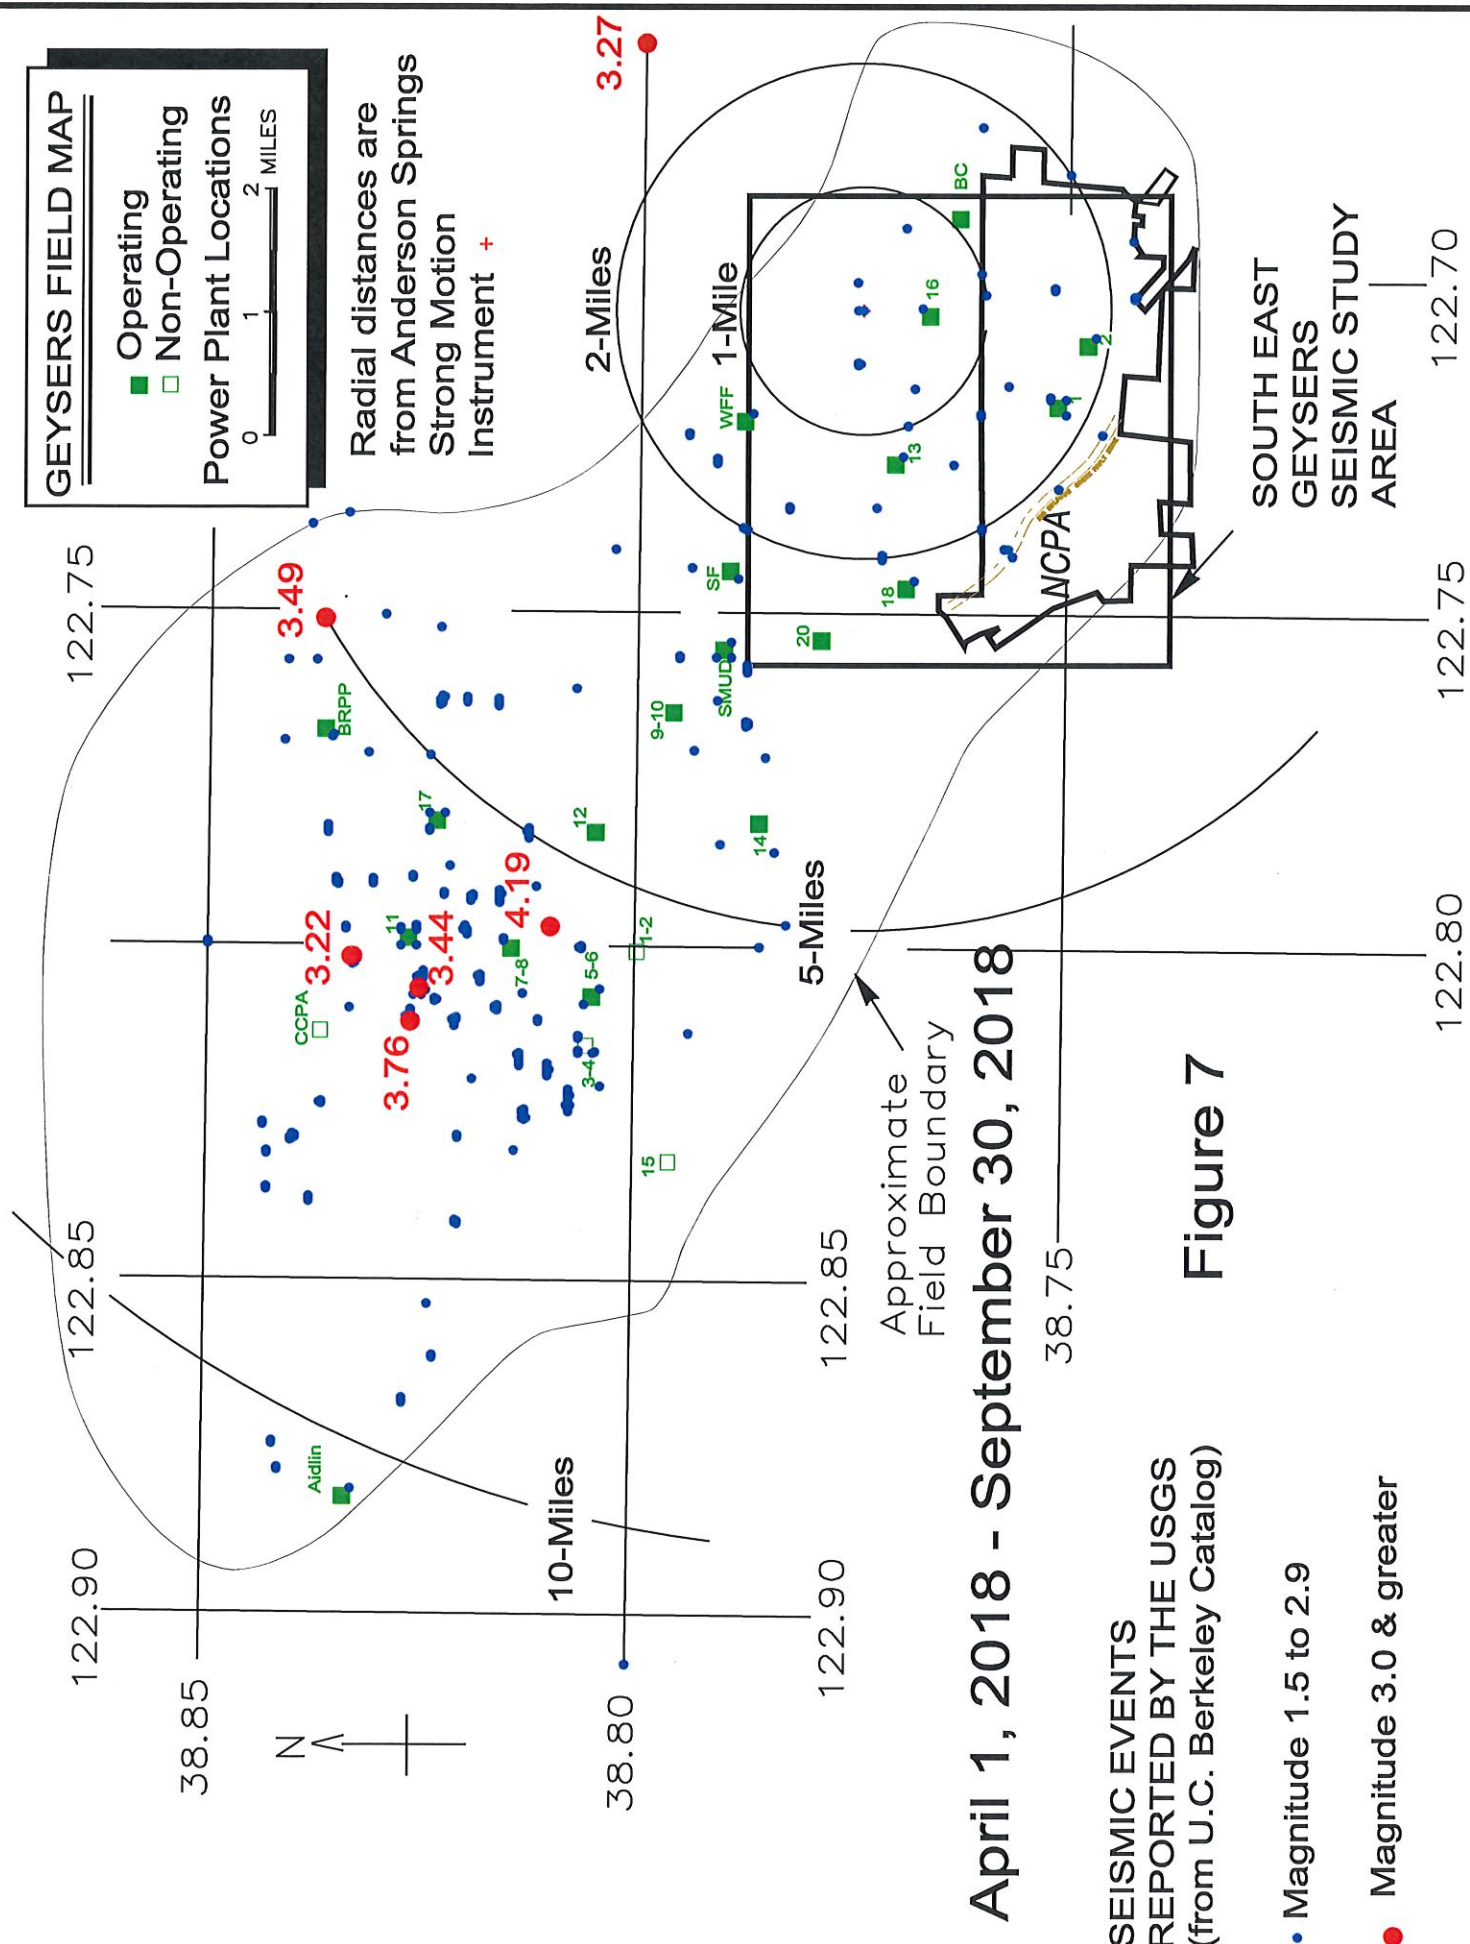 GEYSERS FIELD MAP
Operating
Non-Operating
Power Plant Locations
0 1 2 MILES
Radial distances are
from Anderson Springs
Strong Motion
Instrument +
122.90
122.85
122.75
38.85
N
38.80
Aidlin
CCPA
BRPP
3.22
3.49
3.76
3.44
11
17
4.19
7-8
12
5-6
3-4
1-2
15
3.27
2-Miles
1-Mile
10-Miles
5-Miles
9-10
SMUD
SF
WFF
14
20
18
13
16
BC
1
2
NCPA
122.90
122.85
Approximate
Field Boundary
38.75
122.80
122.75
122.70
SOUTH EAST
GEYSERS
SEISMIC STUDY
AREA
April 1, 2018 - September 30, 2018
Figure 7
SEISMIC EVENTS
REPORTED BY THE USGS
(from U.C. Berkeley Catalog)
Magnitude 1.5 to 2.9
Magnitude 3.0 & greater